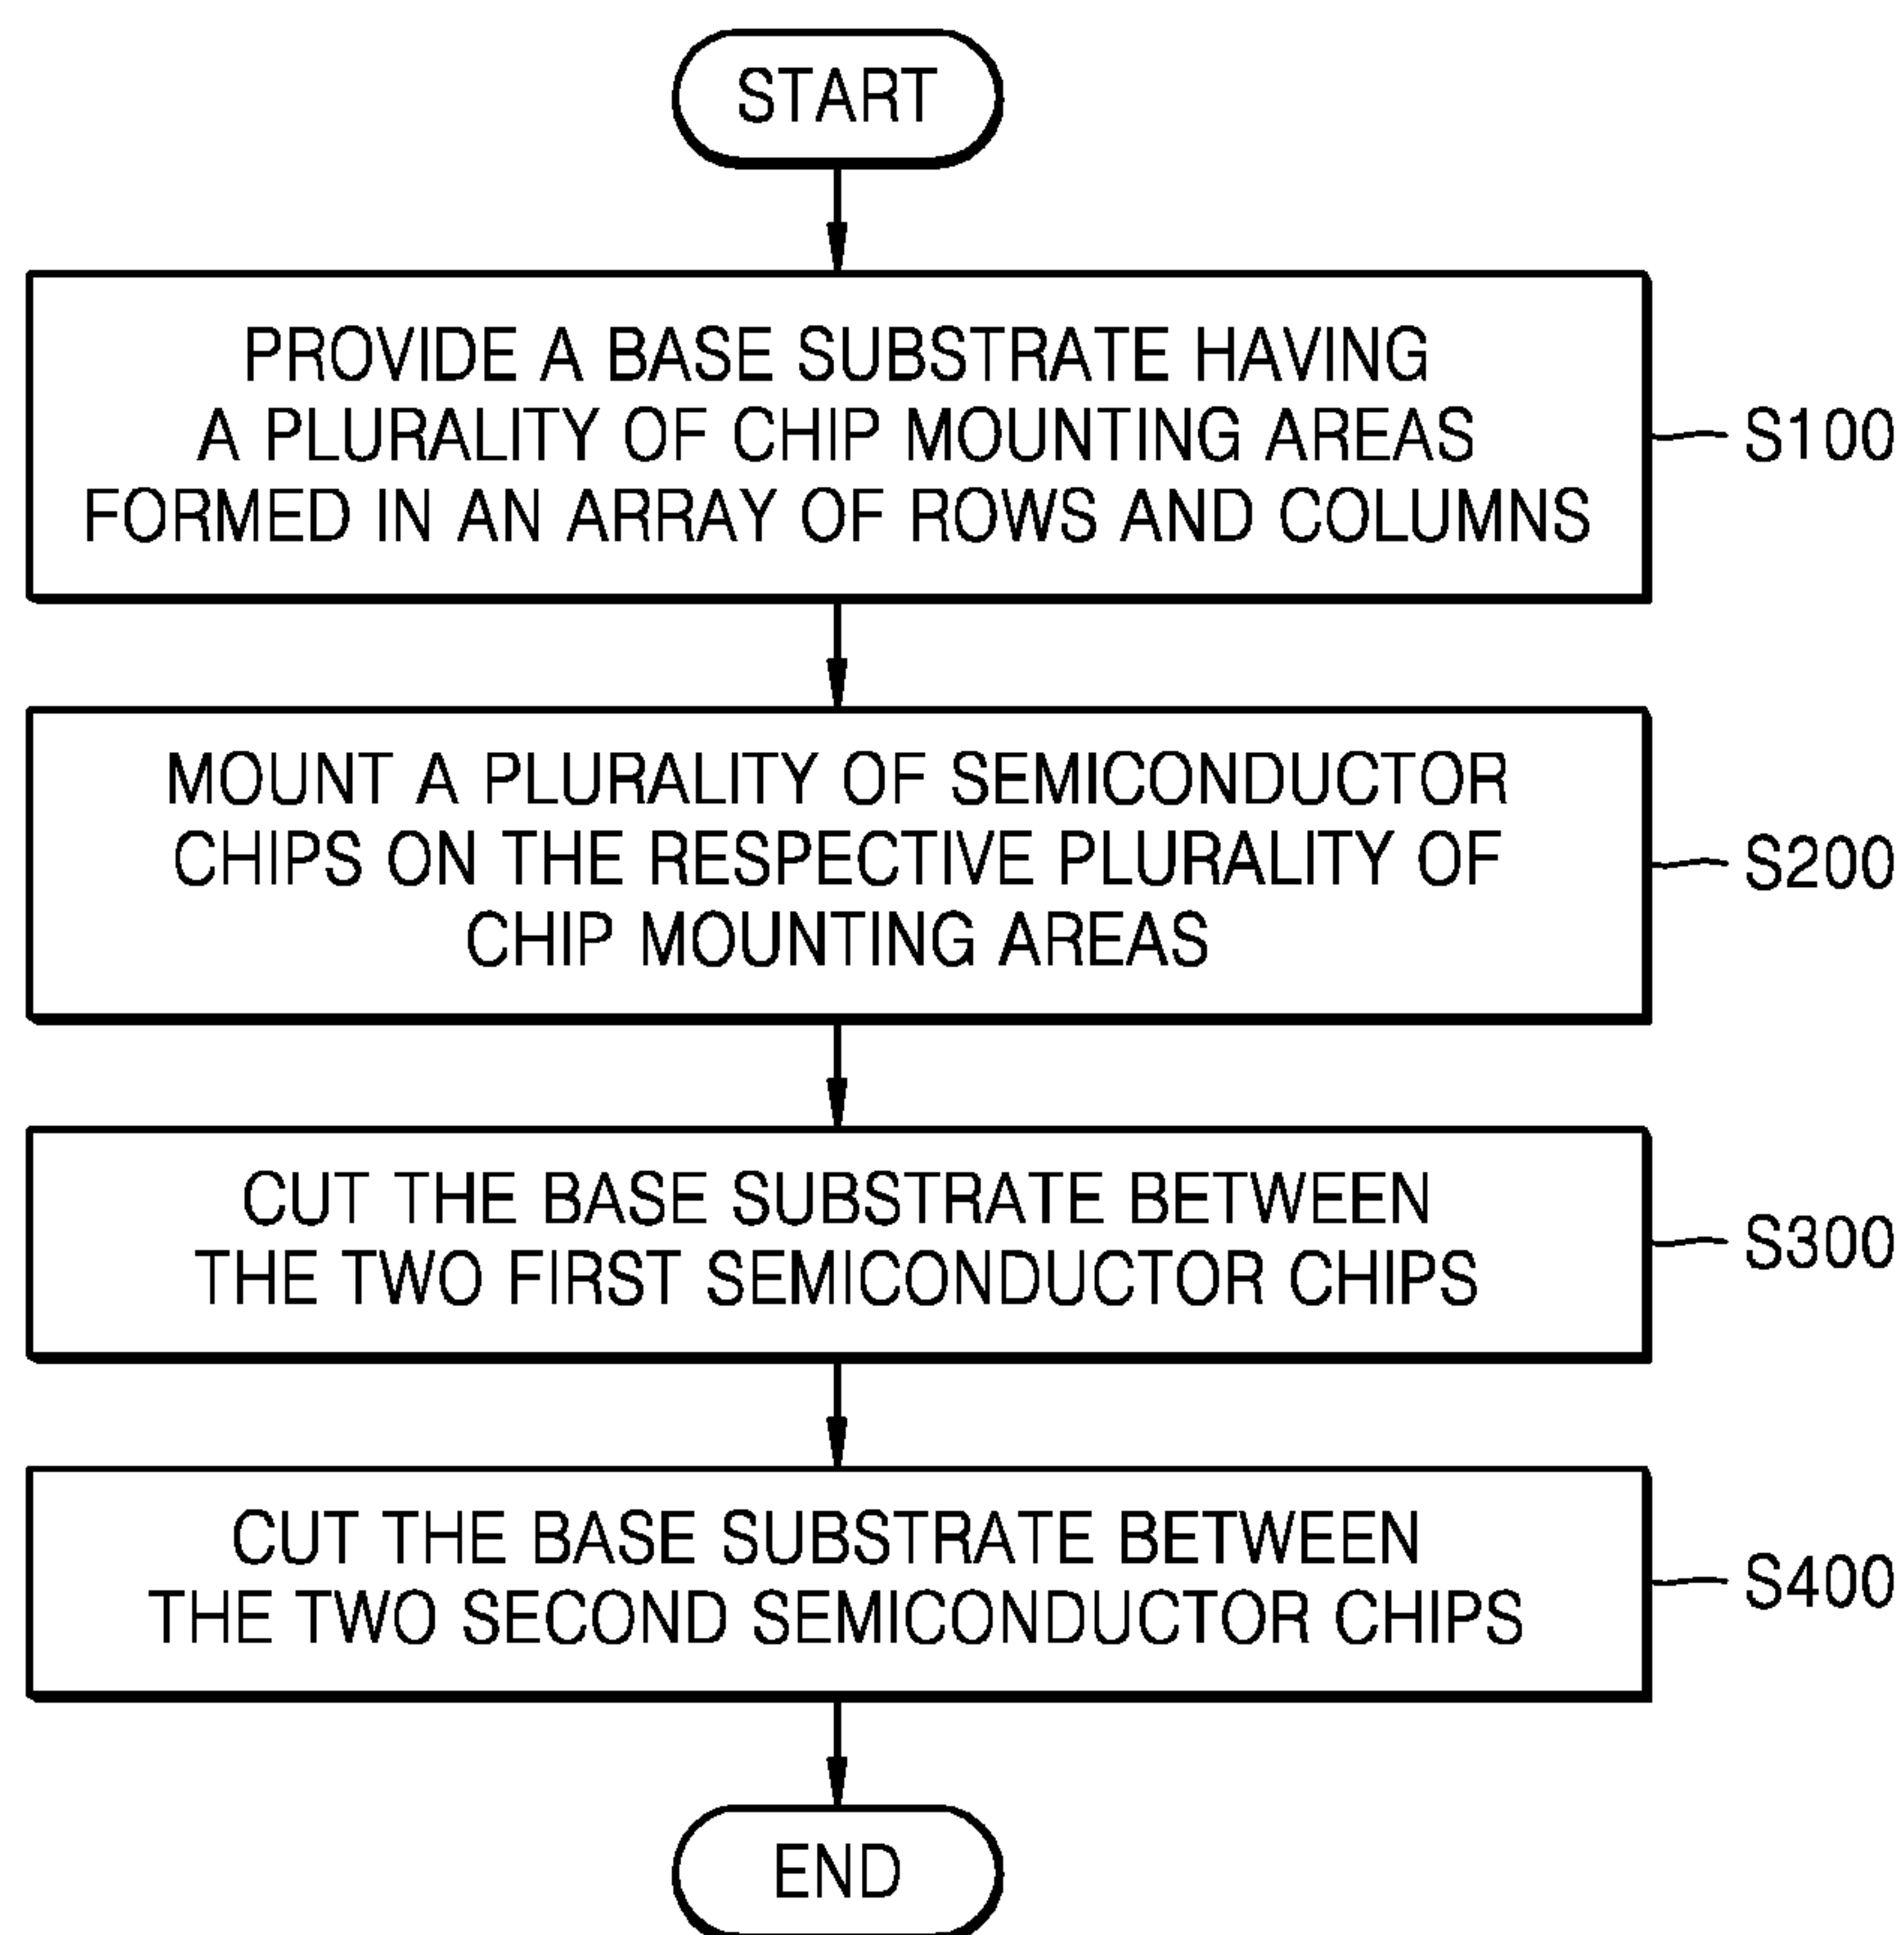 START
PROVIDE A BASE SUBSTRATE HAVING
A PLURALITY OF CHIP MOUNTING AREAS
FORMED IN AN ARRAY OF ROWS AND COLUMNS
S100
MOUNT A PLURALITY OF SEMICONDUCTOR
CHIPS ON THE RESPECTIVE PLURALITY OF
CHIP MOUNTING AREAS
S200
CUT THE BASE SUBSTRATE BETWEEN
THE TWO FIRST SEMICONDUCTOR CHIPS
S300
CUT THE BASE SUBSTRATE BETWEEN
THE TWO SECOND SEMICONDUCTOR CHIPS
S400
END